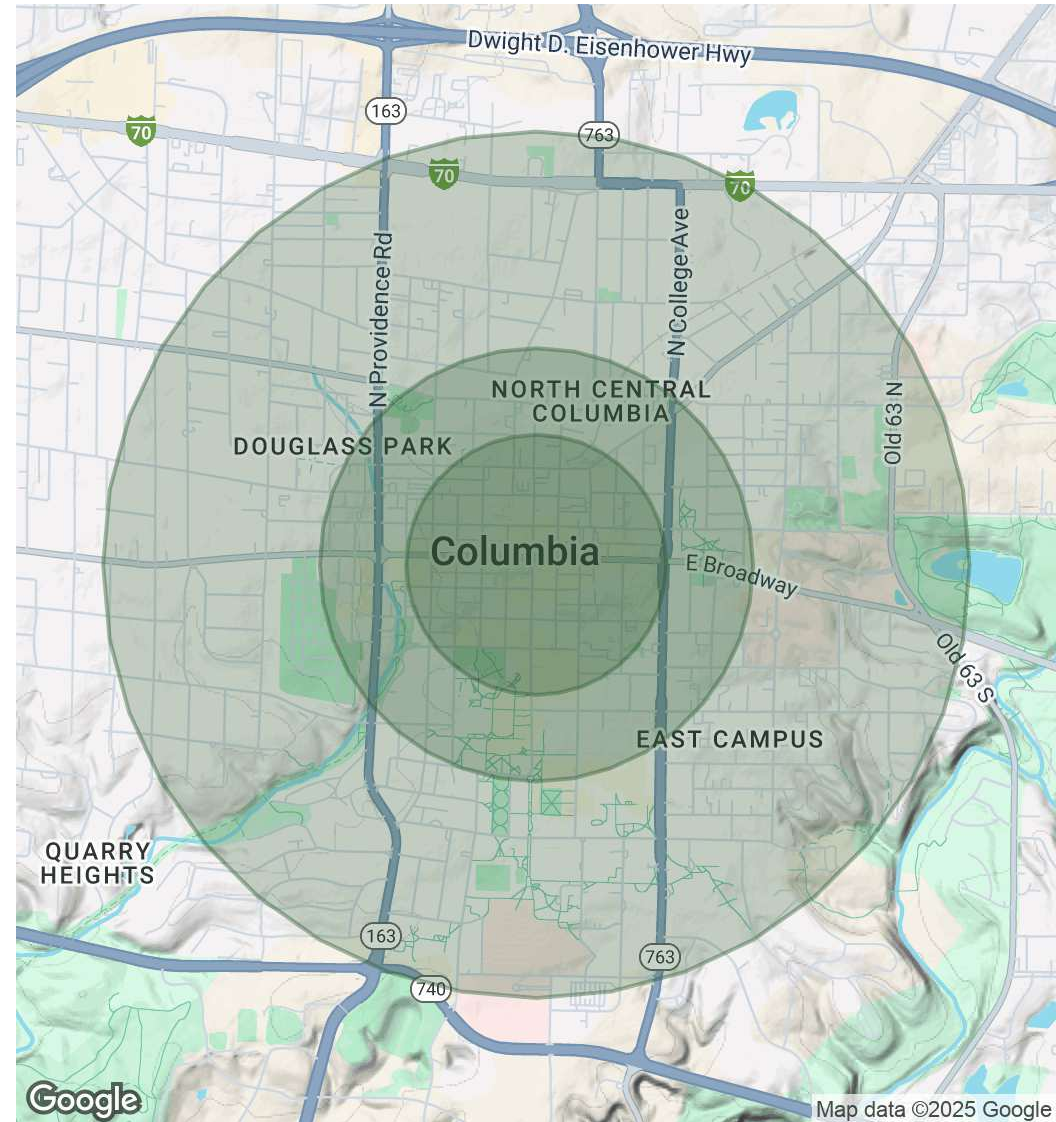 Dwight D. Eisenhower Hwy
163
763
70
70
70
N Providence Rd
N College Ave
NORTH CENTRAL
COLUMBIA
Old 63 N
DOUGLASS PARK
Columbia
E Broadway
Old 63 S
EAST CAMPUS
QUARRY
HEIGHTS
163
763
740
Google
Map data ©2025 Google